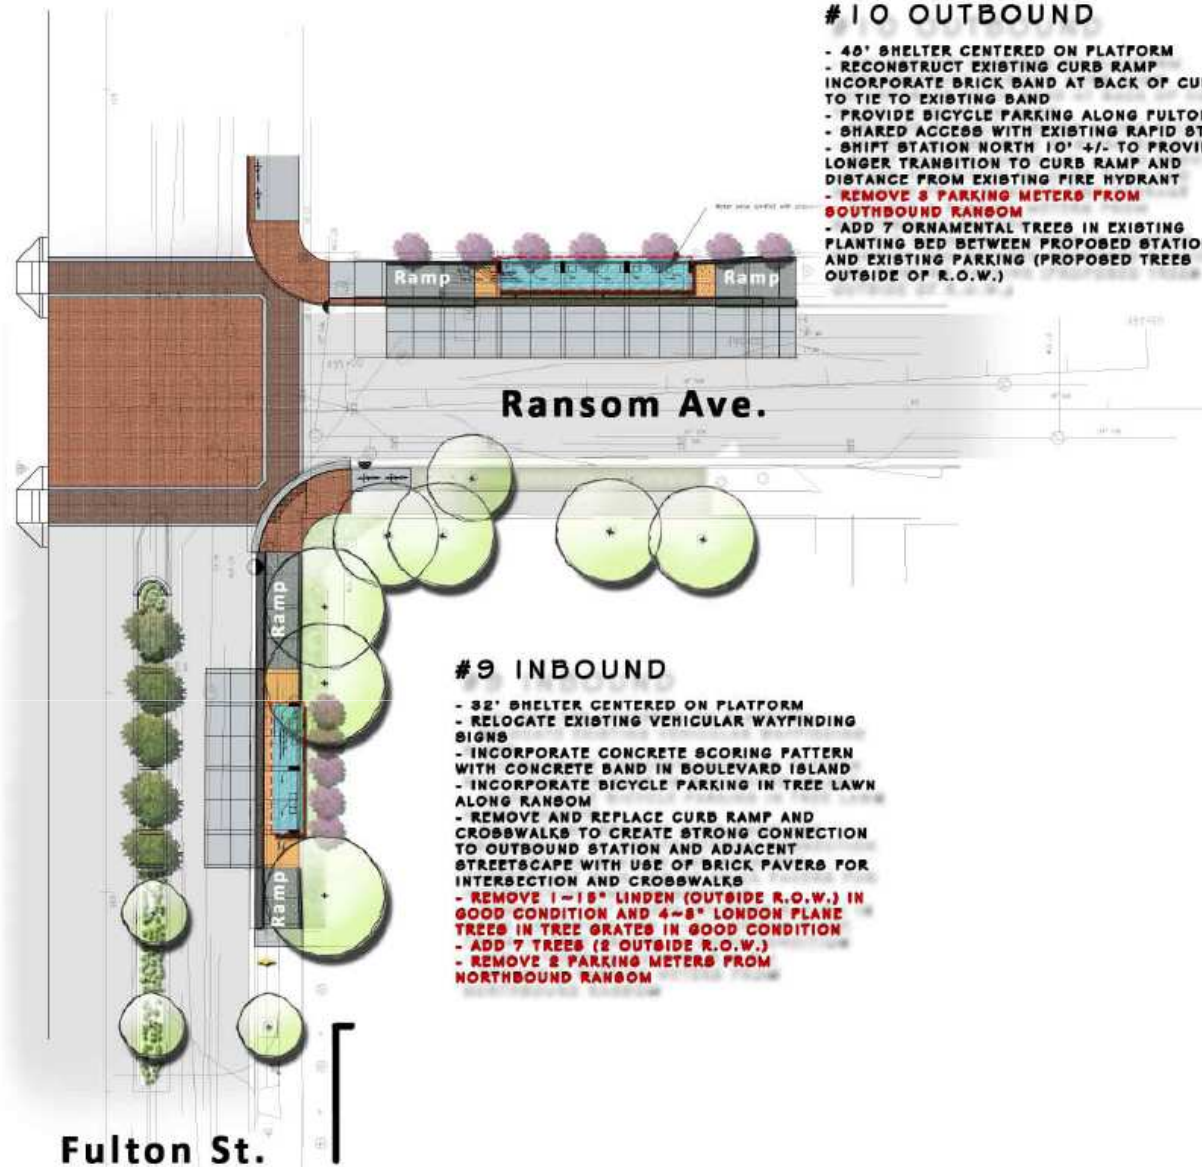 #10 OUTBOUND
- 48' SHELTER CENTERED ON PLATFORM
- RECONSTRUCT EXISTING CURB RAMP
INCORPORATE BRICK BAND AT BACK OF CU
TO TIE TO EXISTING BAND
- PROVIDE BICYCLE PARKING ALONG FULTO
- SHARED ACCESS WITH EXISTING RAPID ST
- SHIFT STATION NORTH 10' +/- TO PROVI
LONGER TRANSITION TO CURB RAMP AND
DISTANCE FROM EXISTING FIRE HYDRANT
- REMOVE 3 PARKING METERS FROM
SOUTHBOUND RANSOM
- ADD 7 ORNAMENTAL TREES IN EXISTING
PLANTING BED BETWEEN PROPOSED STATIO
AND EXISTING PARKING (PROPOSED TREES
OUTSIDE OF R.O.W.)
Ramp
Ramp
Ransom Ave.
Ramp
#9 INBOUND
- 32' SHELTER CENTERED ON PLATFORM
- RELOCATE EXISTING VEHICULAR WAYFINDING
SIGNS
- INCORPORATE CONCRETE SCORING PATTERN
WITH CONCRETE BAND IN BOULEVARD ISLAND
- INCORPORATE BICYCLE PARKING IN TREE LAWN
ALONG RANSOM
- REMOVE AND REPLACE CURB RAMP AND
CROSSWALKS TO CREATE STRONG CONNECTION
TO OUTBOUND STATION AND ADJACENT
STREETSCAPE WITH USE OF BRICK PAVERS FOR
INTERSECTION AND CROSSWALKS
- REMOVE 1~15" LINDEN (OUTSIDE R.O.W.) IN
GOOD CONDITION AND 4~8" LONDON PLANE
TREES IN TREE GRATES IN GOOD CONDITION
- ADD 7 TREES (2 OUTSIDE R.O.W.)
- REMOVE 2 PARKING METERS FROM
NORTHBOUND RANSOM
Ramp
Fulton St.